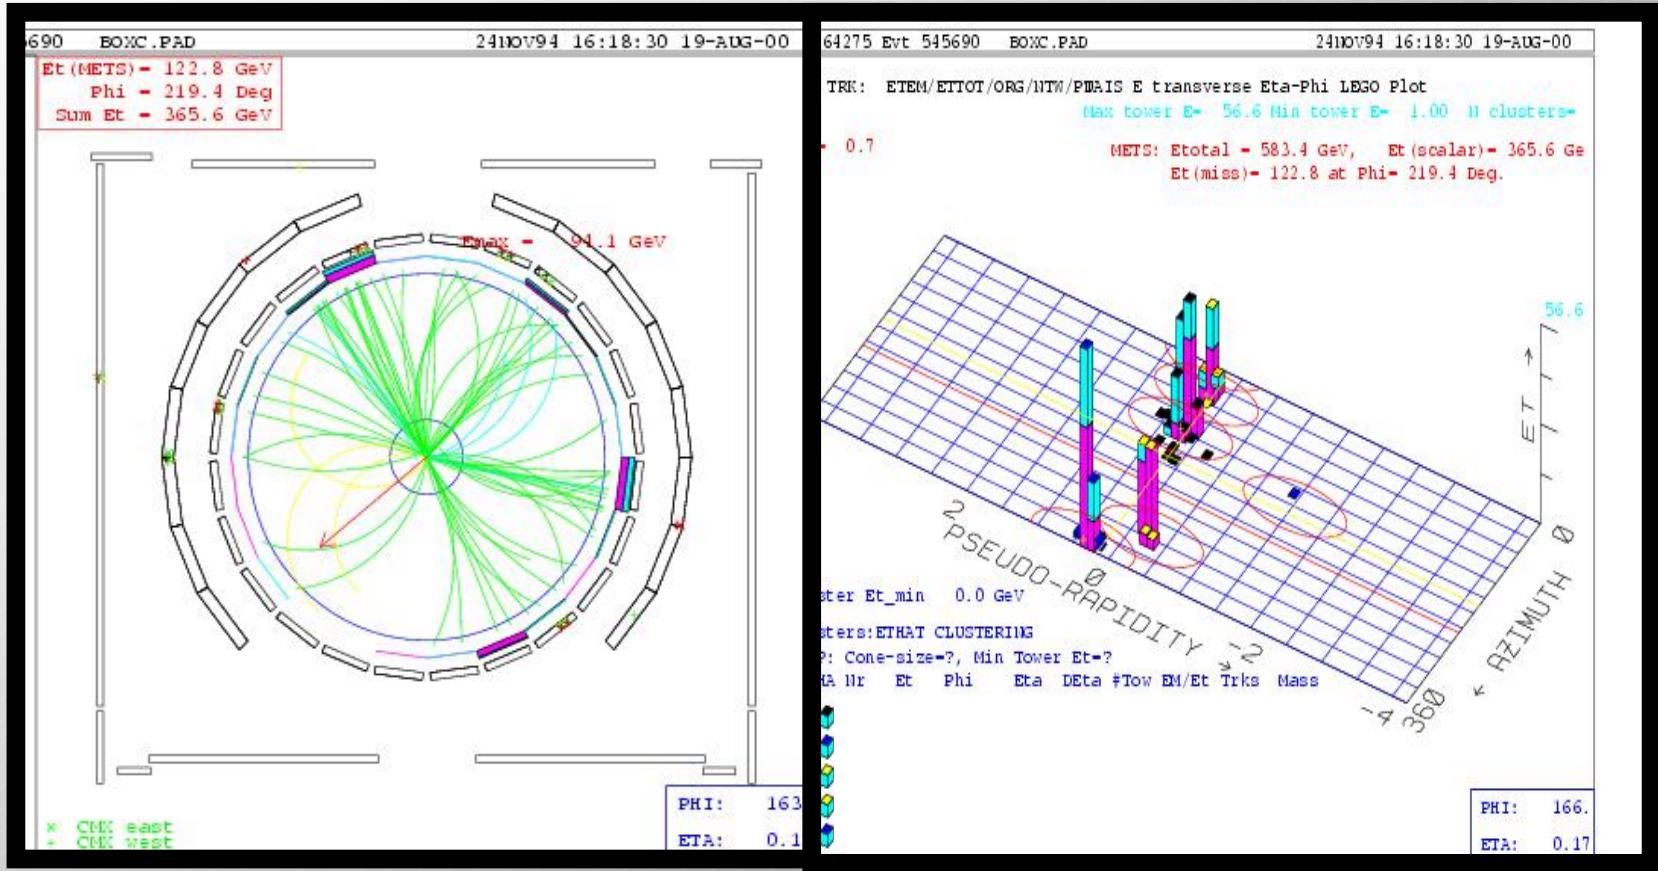 690 BOXC.PAD 24NOV94 16:18:30 19-AUG-00
Et(METS)= 122.8 GeV
Phi = 219.4 Deg
Sum Et = 365.6 GeV
Emax = 94.1 GeV
PHI: 163
ETA: 0.1
× CMX east
+ CMX west
64275 Evt 545690 BOXC.PAD 24NOV94 16:18:30 19-AUG-00
TRK: E transverse Eta-Phi LEGO Plot
Max tower E= 56.6 Min tower E= 1.00 N clusters=
= 0.7
METS: Etotal = 583.4 GeV, Et(scalar)= 365.6 Ge
Et(miss)= 122.8 at Phi= 219.4 Deg.
56.6
ET →
2
0
-2
-4
PSEUDO-RAPIDITY →
0
360
← AZIMUTH
ster Et_min 0.0 GeV
sters:ETHAT CLUSTERING
P: Cone-size=?, Min Tower Et=?
HA Nr Et Phi Eta DEta #Tow EM/Et Trks Mass
PHI: 166.
ETA: 0.17